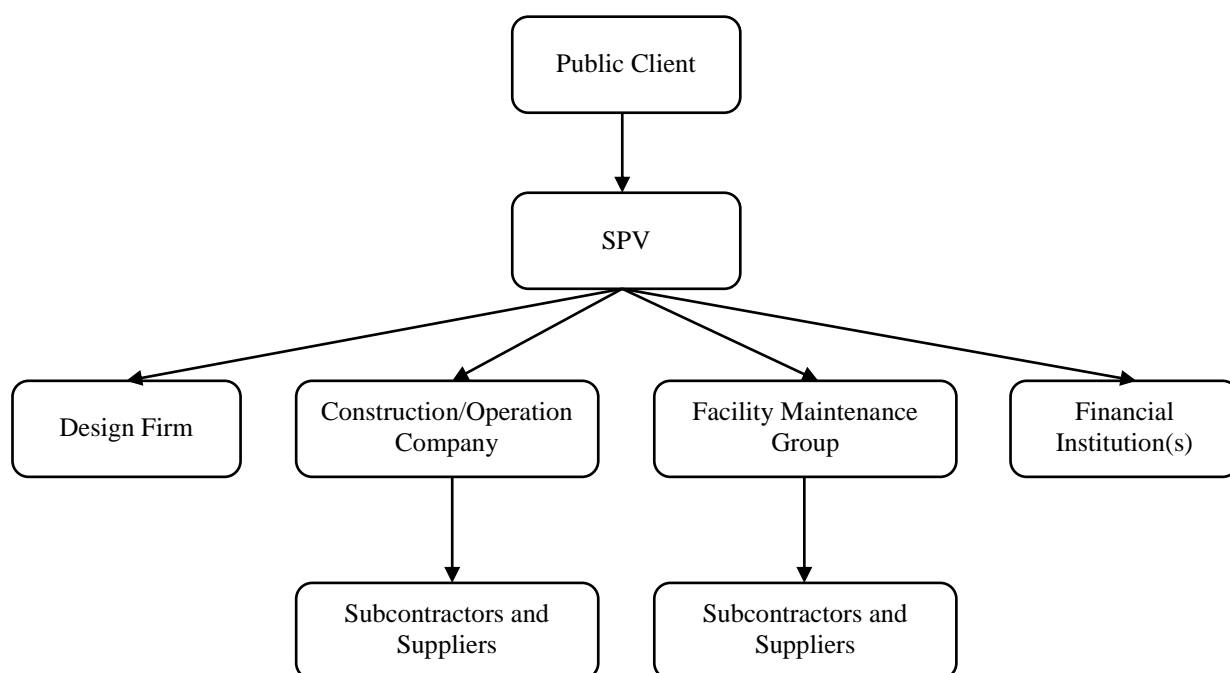 Public Client
SPV
Design Firm
Construction/Operation
Company
Facility Maintenance
Group
Financial
Institution(s)
Subcontractors and
Suppliers
Subcontractors and
Suppliers